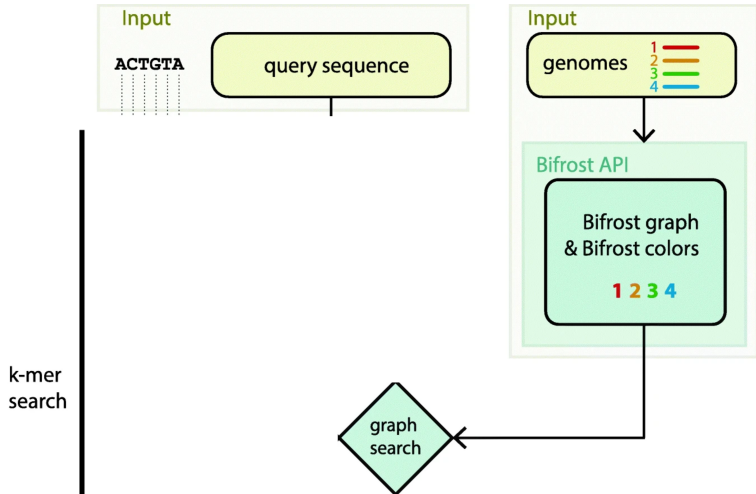 Input
ACTGTA
query sequence
Input
genomes
1
2
3
4
Bifrost API
Bifrost graph
& Bifrost colors
1 2 3 4
k-mer
search
graph
search